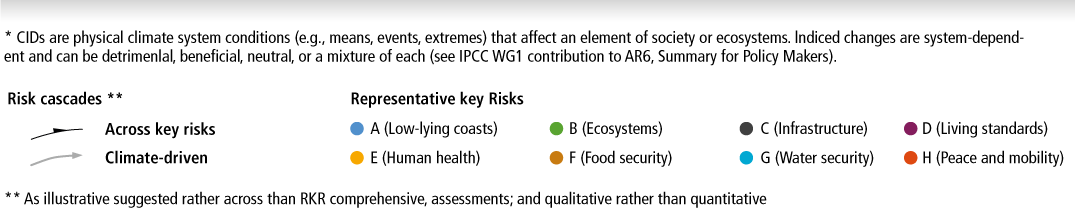 * CIDs are physical climate system conditions (e.g., means, events, extremes) that affect an element of society or ecosystems. Indiced changes are system-depend-
ent and can be detrimenlal, beneficial, neutral, or a mixture of each (see IPCC WG1 contribution to AR6, Summary for Policy Makers).
Risk cascades ** Representative key Risks
Across key risks A (Low-lying coasts) B (Ecosystems) C (Infrastructure) D (Living standards)
Climate-driven E (Human health) F (Food security) G (Water security) H (Peace and mobility)
** As illustrative suggested rather across than RKR comprehensive, assessments; and qualitative rather than quantitative